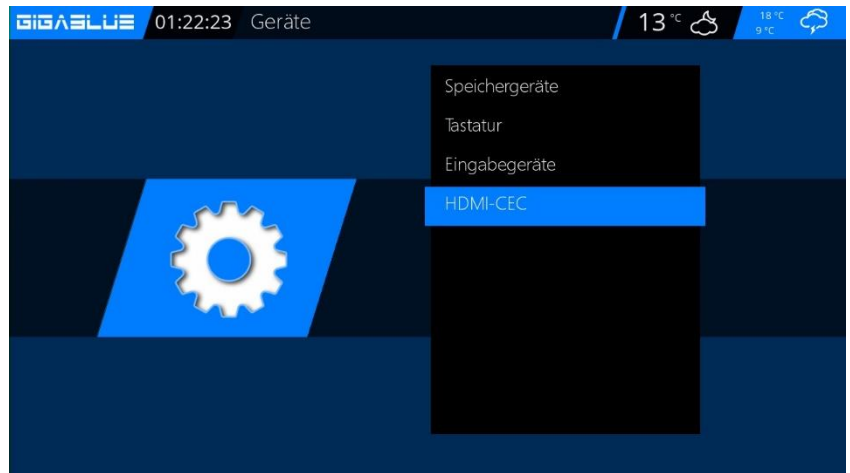 GIGABLUE 01:22:23 Geräte 13 °C 18 °C
9 °C
Speichergeräte
Tastatur
Eingabegeräte
HDMI-CEC